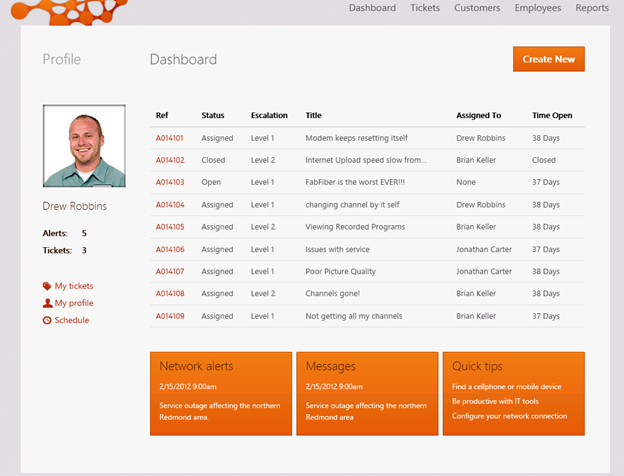 Dashboard Tickets Customers Employees Reports
Profile
Dashboard
Create New
Drew Robbins
Alerts: 5
Tickets: 3
My tickets
My profile
Schedule
Ref Status Escalation Title Assigned To Time Open
A014101 Assigned Level 1 Modem keeps resetting itself Drew Robbins 38 Days
A014102 Closed Level 2 Internet Upload speed slow from... Brian Keller Closed
A014103 Open Level 1 FabFiber is the worst EVER!!! None 37 Days
A014104 Assigned Level 1 changing channel by it self Drew Robbins 38 Days
A014105 Assigned Level 2 Viewing Recorded Programs Brian Keller 38 Days
A014106 Assigned Level 1 Issues with service Jonathan Carter 37 Days
A014107 Assigned Level 1 Poor Picture Quality Jonathan Carter 38 Days
A014108 Assigned Level 2 Channels gone! Brian Keller 38 Days
A014109 Assigned Level 1 Not getting all my channels Brian Keller 37 Days
Network alerts
2/15/2012 9:00am
Service outage affecting the northern
Redmond area.
Messages
2/15/2012 9:00am
Service outage affecting the northern
Redmond area
Quick tips
Find a cellphone or mobile device
Be productive with IT tools
Configure your network connection